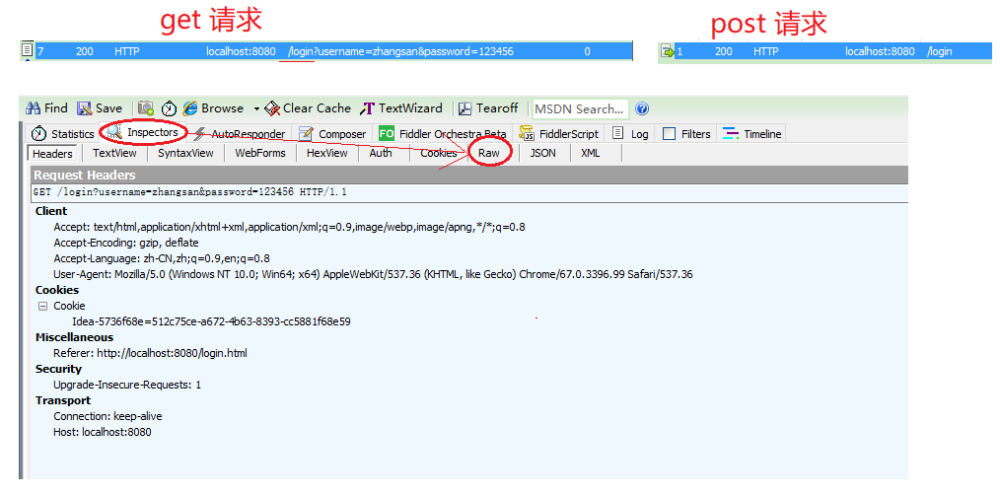 get 请求
post 请求
7 200 HTTP localhost:8080 /login?username=zhangsan&password=123456 0
1 200 HTTP localhost:8080 /login
Find Save Browse Clear Cache TextWizard Tearoff MSDN Search...
Statistics Inspectors AutoResponder Composer FO Fiddler Orchestra Beta FiddlerScript Log Filters Timeline
Headers TextView SyntaxView WebForms HexView Auth Cookies Raw JSON XML
Request Headers
GET /login?username=zhangsan&password=123456 HTTP/1.1
Client
Accept: text/html,application/xhtml+xml,application/xml;q=0.9,image/webp,image/apng,*/*;q=0.8
Accept-Encoding: gzip, deflate
Accept-Language: zh-CN,zh;q=0.9,en;q=0.8
User-Agent: Mozilla/5.0 (Windows NT 10.0; Win64; x64) AppleWebKit/537.36 (KHTML, like Gecko) Chrome/67.0.3396.99 Safari/537.36
Cookies
Cookie
Idea-5736f68e=512c75ce-a672-4b63-8393-cc5881f68e59
Miscellaneous
Referer: http://localhost:8080/login.html
Security
Upgrade-Insecure-Requests: 1
Transport
Connection: keep-alive
Host: localhost:8080